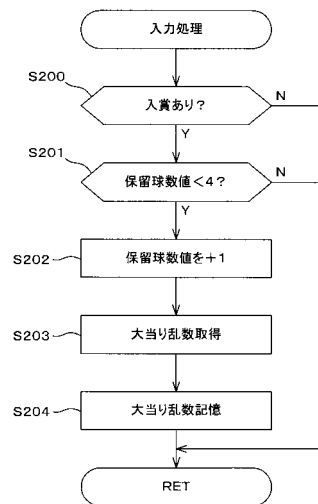 入力処理
S200
入賞あり?
N
Y
S201
保留球数値<4?
N
Y
S202
保留球数値を+1
S203
大当り乱数取得
S204
大当り乱数記憶
RET